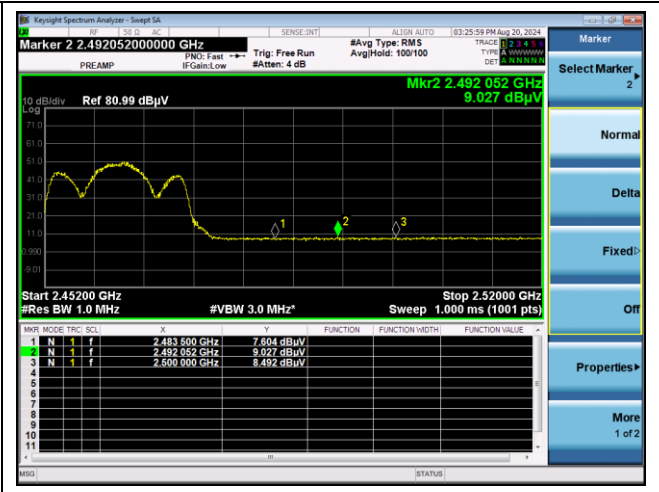 Keysight Spectrum Analyzer - Swept SA
RF 50 Ω AC SENSE:INT ALIGN AUTO 03:25:59 PM Aug 20, 2024
Marker 2 2.492052000000 GHz
#Avg Type: RMS
TRACE 1 2 3 4 5 6
PNO: Fast
Trig: Free Run
Avg|Hold: 100/100
TYPE A WWWWW
PREAMP
IFGain:Low
#Atten: 4 dB
DET A N N N N N
Mkr2 2.492 052 GHz
9.027 dBµV
10 dB/div
Ref 80.99 dBµV
Log
71.0
61.0
51.0
41.0
31.0
21.0
11.0
0.990
-9.01
1
2
3
Start 2.45200 GHz
Stop 2.52000 GHz
#Res BW 1.0 MHz
#VBW 3.0 MHz*
Sweep 1.000 ms (1001 pts)
MKR MODE TRC SCL X Y FUNCTION FUNCTION WIDTH FUNCTION VALUE
1 N 1 f 2.483 500 GHz 7.604 dBµV
2 N 1 f 2.492 052 GHz 9.027 dBµV
3 N 1 f 2.500 000 GHz 8.492 dBµV
4
5
6
7
8
9
10
11
MSG
STATUS
Marker
Select Marker
2
Normal
Delta
Fixed
Off
Properties
More
1 of 2